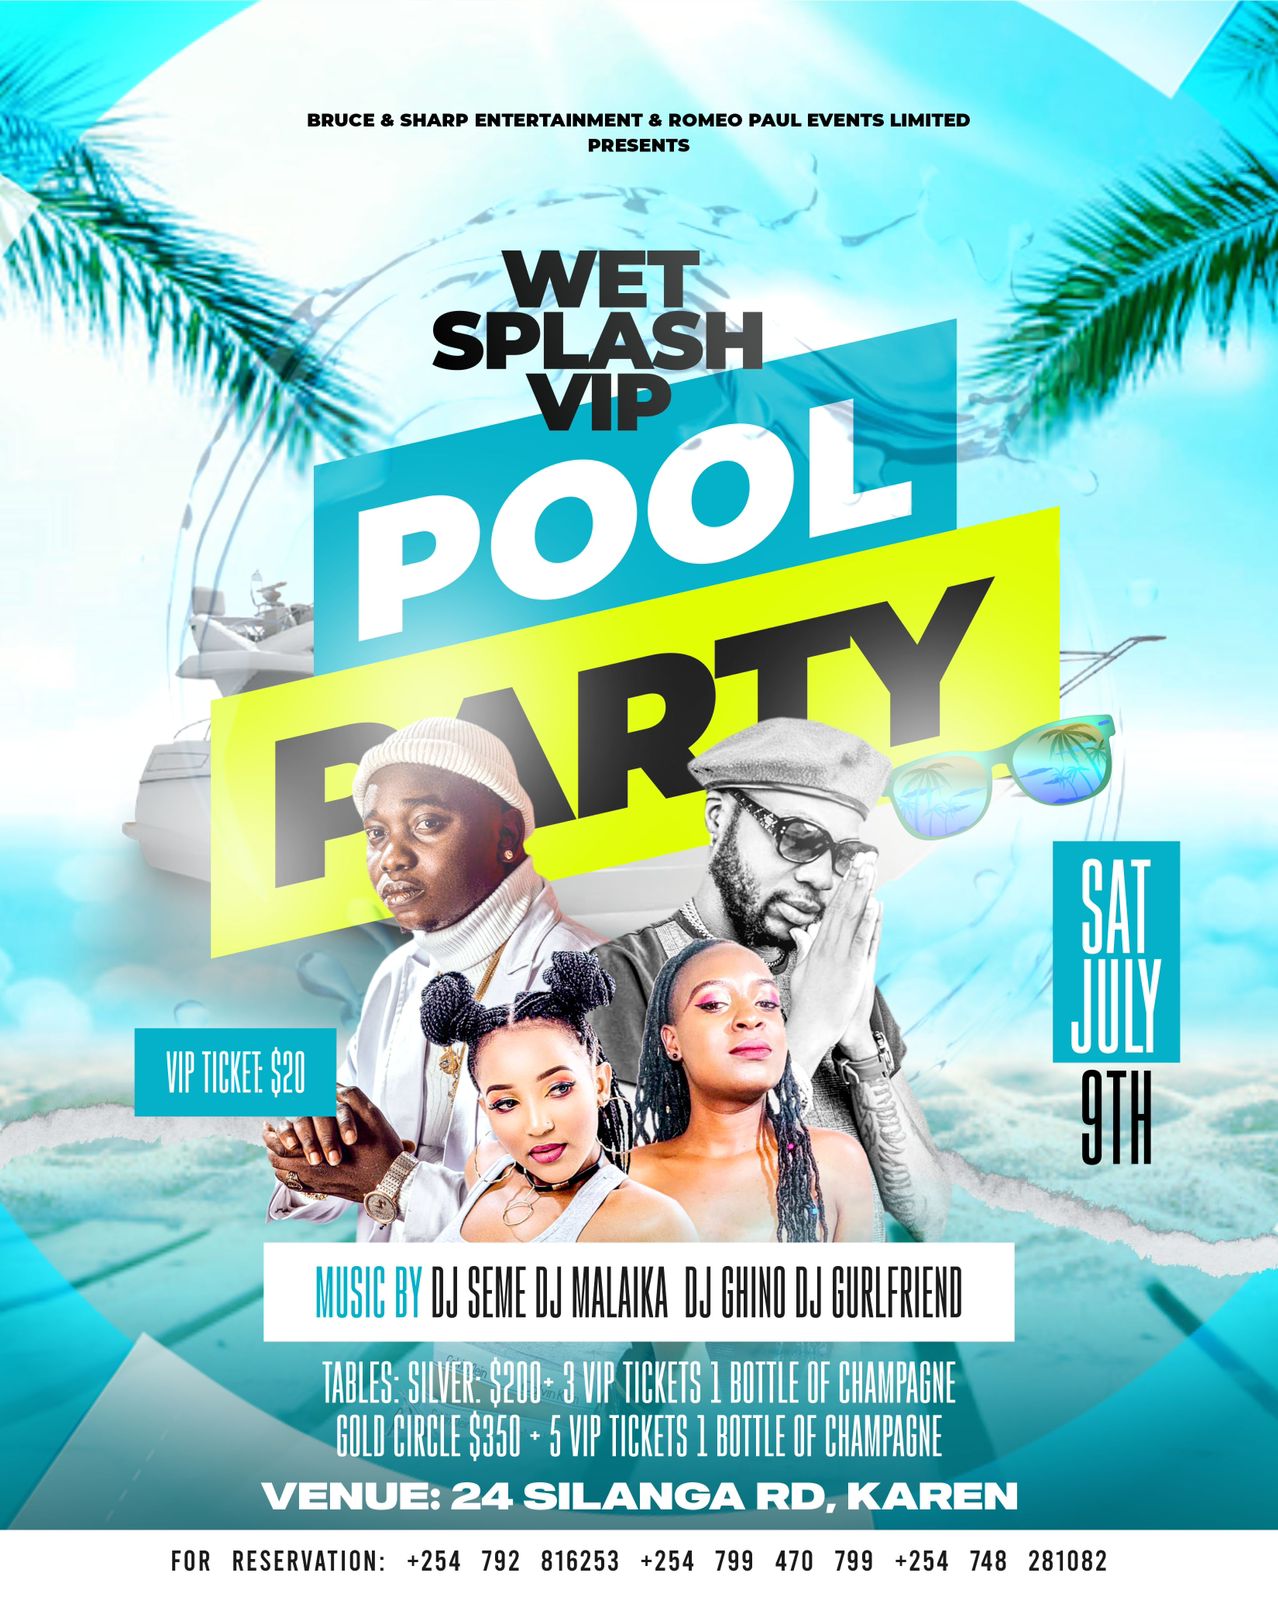 BRUCE & SHARP ENTERTAINMENT & ROMEO PAUL EVENTS LIMITED
PRESENTS
WET
SPLASH
VIP
POOL
PARTY
SAT
JULY
9TH
VIP TICKET: $20
MUSIC BY DJ SEME DJ MALAIKA DJ GHINO DJ GURLFRIEND
TABLES: SILVER: $200+ 3 VIP TICKETS 1 BOTTLE OF CHAMPAGNE
GOLD CIRCLE $350 + 5 VIP TICKETS 1 BOTTLE OF CHAMPAGNE
VENUE: 24 SILANGA RD, KAREN
FOR RESERVATION: +254 792 816253 +254 799 470 799 +254 748 281082